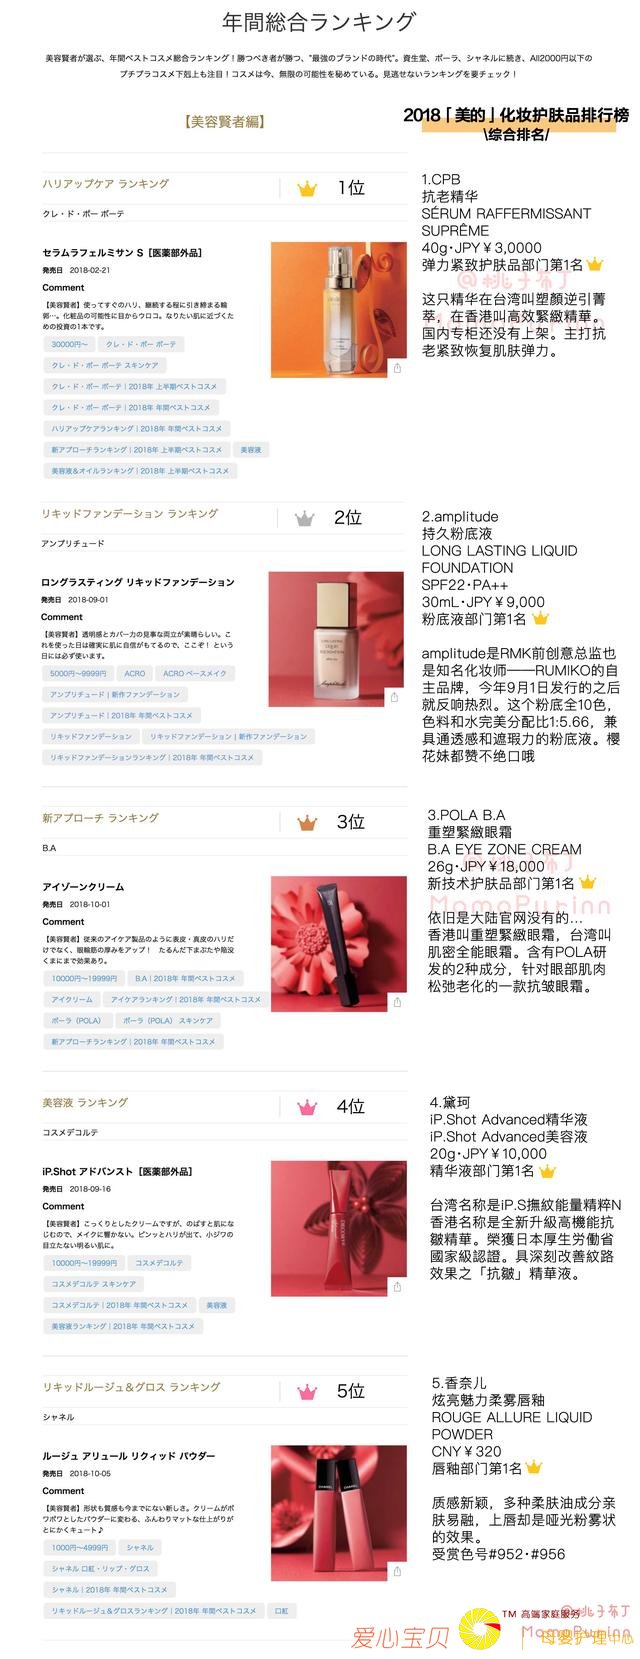 年間総合ランキング
美容賢者が選ぶ、年間ベストコスメ総合ランキング！勝つべき者が勝つ、"最強のブランドの時代"。資生堂、ポーラ、シャネルに続き、All2000円以下の
プチプラコスメ下剋上も注目！コスメは今、無限の可能性を秘めている。見逃せないランキングを要チェック！
【美容賢者編】
2018「美的」化妆护肤品排行榜
\综合排名/
ハリアップケア ランキング
1位
クレ・ド・ポー ボーテ
セラムラフェルミサン S［医薬部外品］
発売日 2018-02-21
Comment
【美容賢者】使ってすぐのハリ、継続する程に引き締まる輪
郭…。化粧品の可能性に目からウロコ。なりたい肌に近づくた
めの投資の1本です。
30000円〜 クレ・ド・ポー ボーテ
クレ・ド・ポー ボーテ スキンケア
クレ・ド・ポー ボーテ | 2018年 上半期ベストコスメ
クレ・ド・ポー ボーテ | 2018年 年間ベストコスメ
ハリアップケアランキング | 2018年 年間ベストコスメ
新アプローチランキング | 2018年 上半期ベストコスメ 美容液
美容液&オイルランキング | 2018年 上半期ベストコスメ
1.CPB
抗老精华
SÉRUM RAFFERMISSANT
SUPRÊME
40g·JPY￥3,0000
弹力紧致护肤品部门第1名
@桃子布丁
这只精华在台湾叫塑顏逆引菁
萃，在香港叫高效緊緻精華。
国内专柜还没有上架。主打抗
老紧致恢复肌肤弹力。
リキッドファンデーション ランキング
2位
アンプリチュード
ロングラスティング リキッドファンデーション
発売日 2018-09-01
Comment
【美容賢者】透明感とカバー力の見事な両立が素晴らしい。こ
れを使った日は確実に肌に自信がもてるので、ここぞ！という
日には必ず使います。
5000円〜9999円 ACRO ACRO ベースメイク
アンプリチュード | 新作ファンデーション
アンプリチュード | 2018年 年間ベストコスメ
リキッドファンデーション リキッドファンデーション | 新作ファンデーション
リキッドファンデーションランキング | 2018年 年間ベストコスメ
2.amplitude
持久粉底液
LONG LASTING LIQUID
FOUNDATION
SPF22·PA++
30mL·JPY￥9,000
粉底液部门第1名
amplitude是RMK前创意总监也
是知名化妆师——RUMIKO的自
主品牌，今年9月1日发行的之后
就反响热烈。这个粉底全10色，
色料和水完美分配比1:5.66，兼
具通透感和遮瑕力的粉底液。樱
花妹都赞不绝口哦
新アプローチ ランキング
3位
B.A
アイゾーンクリーム
発売日 2018-10-01
Comment
【美容賢者】従来のアイケア製品のように表皮・真皮のハリだ
けでなく、眼輪筋の厚みをアップ！ たるんだ下まぶたや陥没
くまにまで効果あり。
10000円〜19999円 B.A | 2018年 年間ベストコスメ
アイクリーム アイケアランキング | 2018年 年間ベストコスメ
ポーラ（POLA） ポーラ（POLA） スキンケア
新アプローチランキング | 2018年 年間ベストコスメ
3.POLA B.A
重塑緊緻眼霜
B.A EYE ZONE CREAM
26g·JPY￥18,000
新技术护肤品部门第1名
@桃子布丁
MomoPurinn
依旧是大陆官网没有的...
香港叫重塑緊緻眼霜，台湾叫
肌密全能眼霜。含有POLA研
发的2种成分，针对眼部肌肉
松弛老化的一款抗皱眼霜。
美容液 ランキング
4位
コスメデコルテ
iP.Shot アドバンスト［医薬部外品］
発売日 2018-09-16
Comment
【美容賢者】こっくりとしたクリームですが、のばすと肌にな
じむので、メイクに響かない。ピンッとハリが出て、小ジワの
目立たない明るい肌に。
10000円〜19999円 コスメデコルテ
コスメデコルテ スキンケア
コスメデコルテ | 2018年 年間ベストコスメ 美容液
美容液ランキング | 2018年 年間ベストコスメ
4.黛珂
iP.Shot Advanced精华液
iP.Shot Advanced美容液
20g·JPY￥10,000
精华液部门第1名
台湾名称是iP.S撫紋能量精粹N
香港名称是全新升級高機能抗
皺精華。榮獲日本厚生労働省
國家級認證。具深刻改善紋路
效果之「抗皺」精華液。
リキッドルージュ&グロス ランキング
5位
シャネル
ルージュ アリュール リクィッド パウダー
発売日 2018-10-05
Comment
【美容賢者】形状も質感も今までにない新しさ。クリームがポ
ワポワとしたパウダーに変わる、ふんわりマットな仕上がりが
とにかくキュート♪
1000円〜4999円 シャネル
シャネル 口紅・リップ・グロス
シャネル | 2018年 年間ベストコスメ
リキッドルージュ&グロスランキング | 2018年 年間ベストコスメ 口紅
5.香奈儿
炫亮魅力柔雾唇釉
ROUGE ALLURE LIQUID
POWDER
CNY￥320
唇釉部门第1名
质感新颖，多种柔肤油成分亲
肤易融，上唇却是哑光粉雾状
的效果。
受赏色号#952·#956
@桃子布丁
MomoPurinn
爱心宝贝
TM 高端家庭服务
母婴护理中心